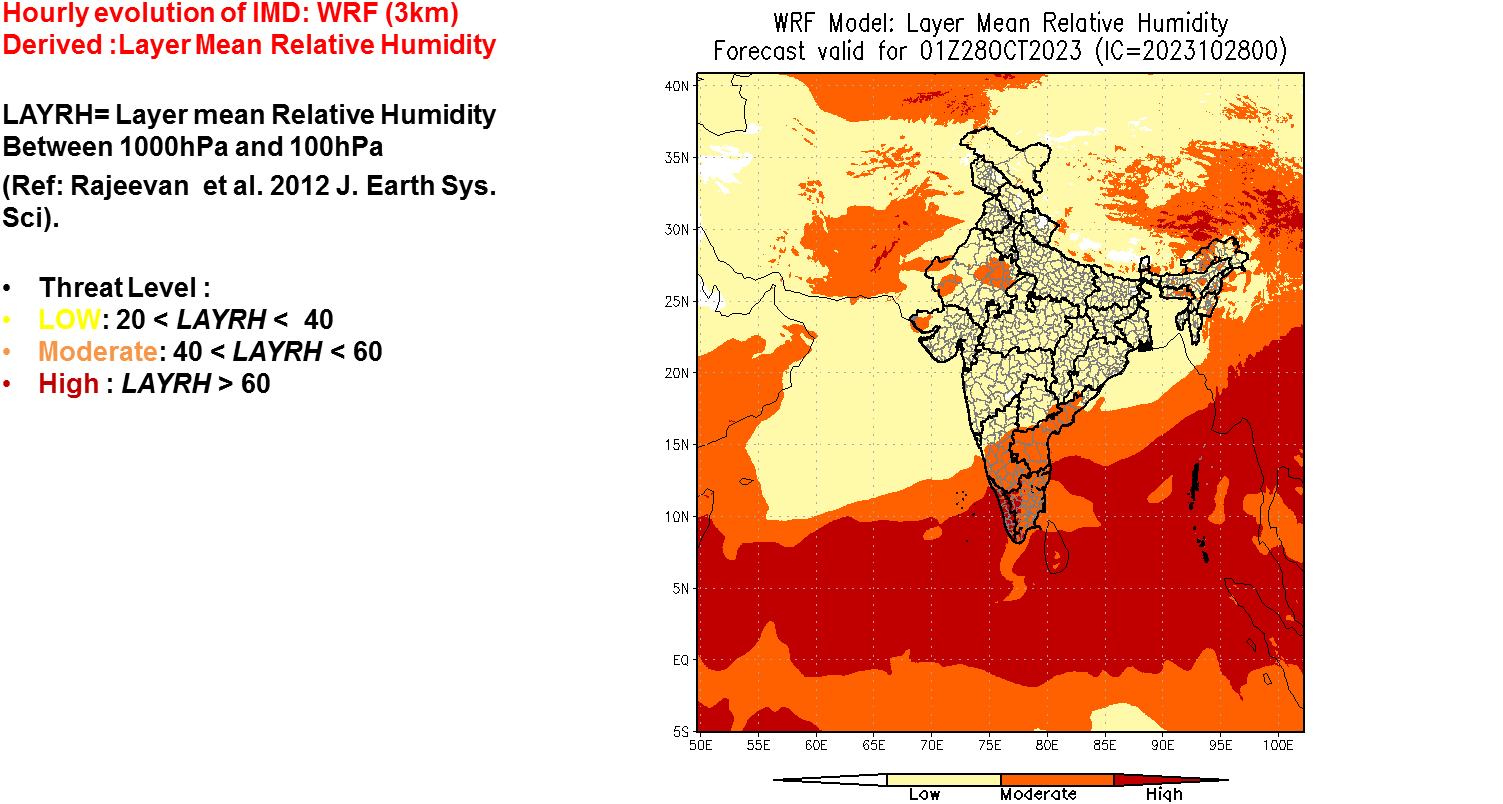 Hourly evolution of IMD: WRF (3km)
Derived :Layer Mean Relative Humidity
LAYRH= Layer mean Relative Humidity
Between 1000hPa and 100hPa
(Ref: Rajeevan et al. 2012 J. Earth Sys.
Sci).
• Threat Level :
• LOW: 20 < LAYRH < 40
• Moderate: 40 < LAYRH < 60
• High : LAYRH > 60
WRF Model: Layer Mean Relative Humidity
Forecast valid for 01Z28OCT2023 (IC=2023102800)
40N
35N
30N
25N
20N
15N
10N
5N
EQ
5S
50E 55E 60E 65E 70E 75E 80E 85E 90E 95E 100E
Low Moderate High